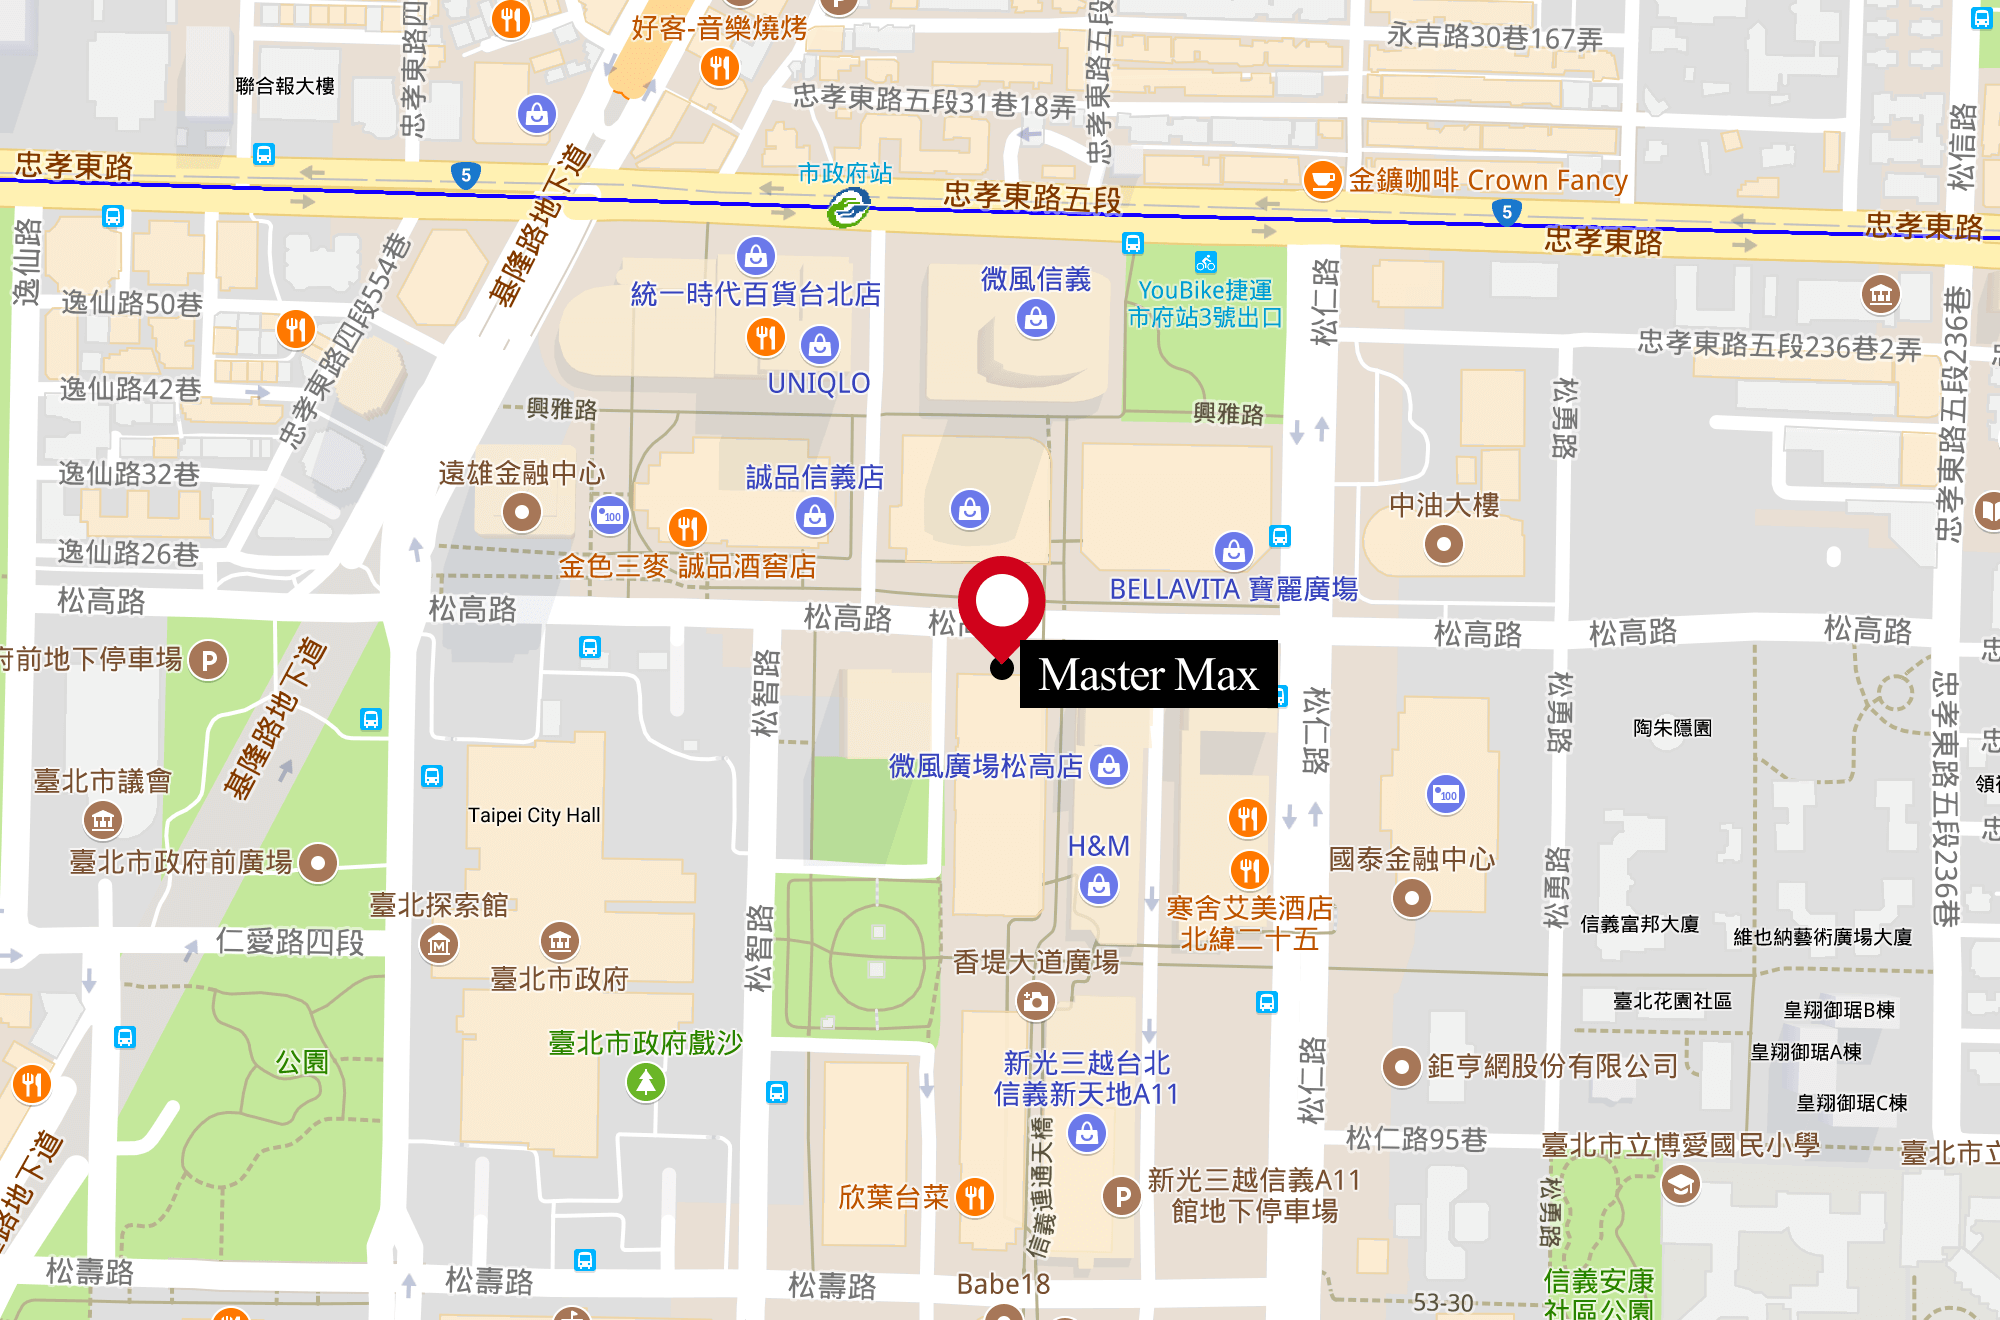 好客-音樂燒烤
永吉路30巷167弄
忠孝東路四
忠孝東路五段
聯合報大樓
忠孝東路五段31巷18弄
松信路
忠孝東路
5
市政府站
忠孝東路五段
金鑛咖啡 Crown Fancy
5
忠孝東路
忠孝東路
基隆路地下道
逸仙路
逸仙路50巷
忠孝東路四段554巷
統一時代百貨台北店
微風信義
YouBike捷運
市府站3號出口
松仁路
忠孝東路五段236巷2弄
忠孝東路五段236巷
UNIQLO
逸仙路42巷
興雅路
興雅路
松勇路
逸仙路32巷
遠雄金融中心
誠品信義店
100
中油大樓
逸仙路26巷
金色三麥 誠品酒窖店
BELLAVITA 寶麗廣場
松高路
松高路
松高路
松高
松高路
松高路
松高路
府前地下停車場
P
基隆路地下道
松智路
Master Max
松仁路
松勇路
忠孝東路五段236巷
陶朱隱園
微風廣場松高店
臺北市議會
Taipei City Hall
100
領
忠
忠
H&M
臺北市政府前廣場
國泰金融中心
臺北探索館
M
寒舍艾美酒店
北緯二十五
松勇路
信義富邦大廈
維也納藝術廣場大廈
仁愛路四段
松智路
臺北市政府
香堤大道廣場
臺北花園社區
皇翔御琚B棟
皇翔御琚A棟
皇翔御琚C棟
臺北市政府戲沙
公園
新光三越台北
信義新天地A11
鉅亨網股份有限公司
松仁路
松仁路95巷
臺北市立博愛國民小學
臺北市立
路地下道
信義連通天橋
欣葉台菜
P
新光三越信義A11
館地下停車場
松勇路
松壽路
松壽路
松壽路
Babe18
信義安康
社區公園
53-30